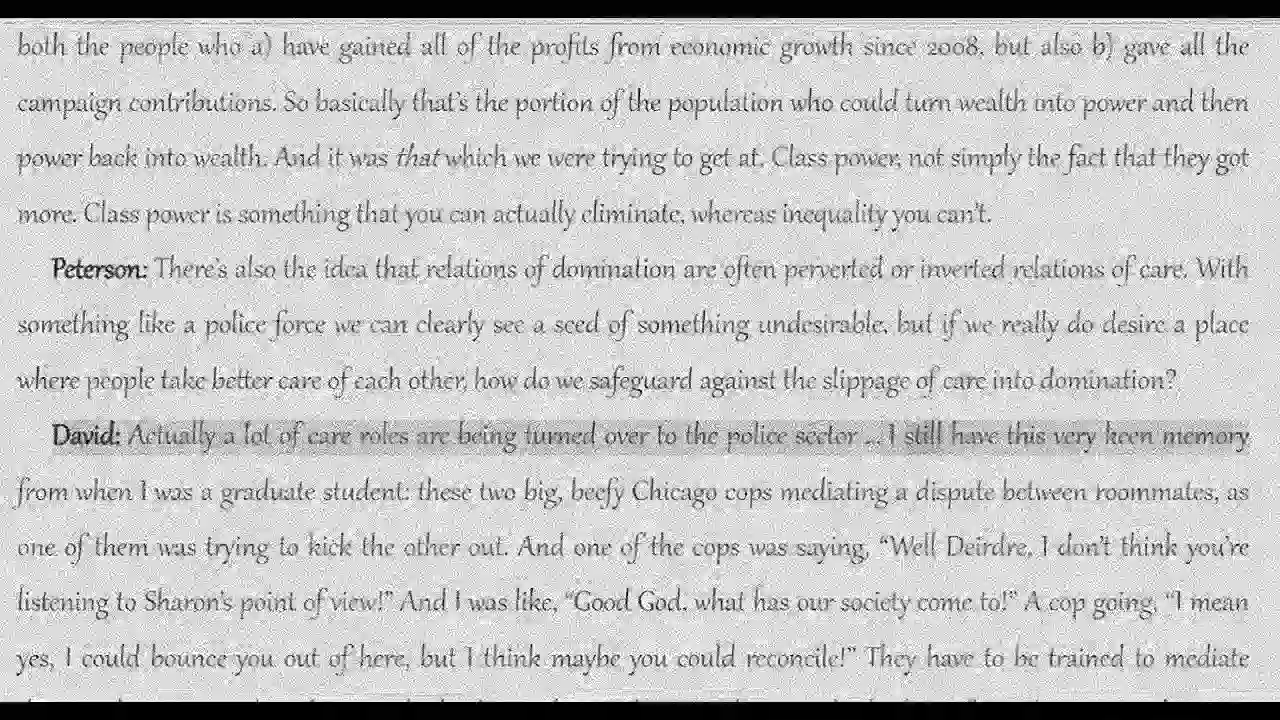 both the people who a) have gained all of the profits from economic growth since 2008, but also b) gave all the
campaign contributions. So basically that's the portion of the population who could turn wealth into power and then
power back into wealth. And it was that which we were trying to get at. Class power, not simply the fact that they got
more. Class power is something that you can actually eliminate, whereas inequality you can't.
Peterson: There's also the idea that relations of domination are often perverted or inverted relations of care. With
something like a police force we can clearly see a seed of something undesirable, but if we really do desire a place
where people take better care of each other, how do we safeguard against the slippage of care into domination?
David: Actually a lot of care roles are being turned over to the police sector ... I still have this very keen memory
from when I was a graduate student: these two big, beefy Chicago cops mediating a dispute between roommates, as
one of them was trying to kick the other out. And one of the cops was saying, “Well Deirdre, I don't think you're
listening to Sharon's point of view!” And I was like, “Good God, what has our society come to!” A cop going, “I mean
yes, I could bounce you out of here, but I think maybe you could reconcile!” They have to be trained to mediate